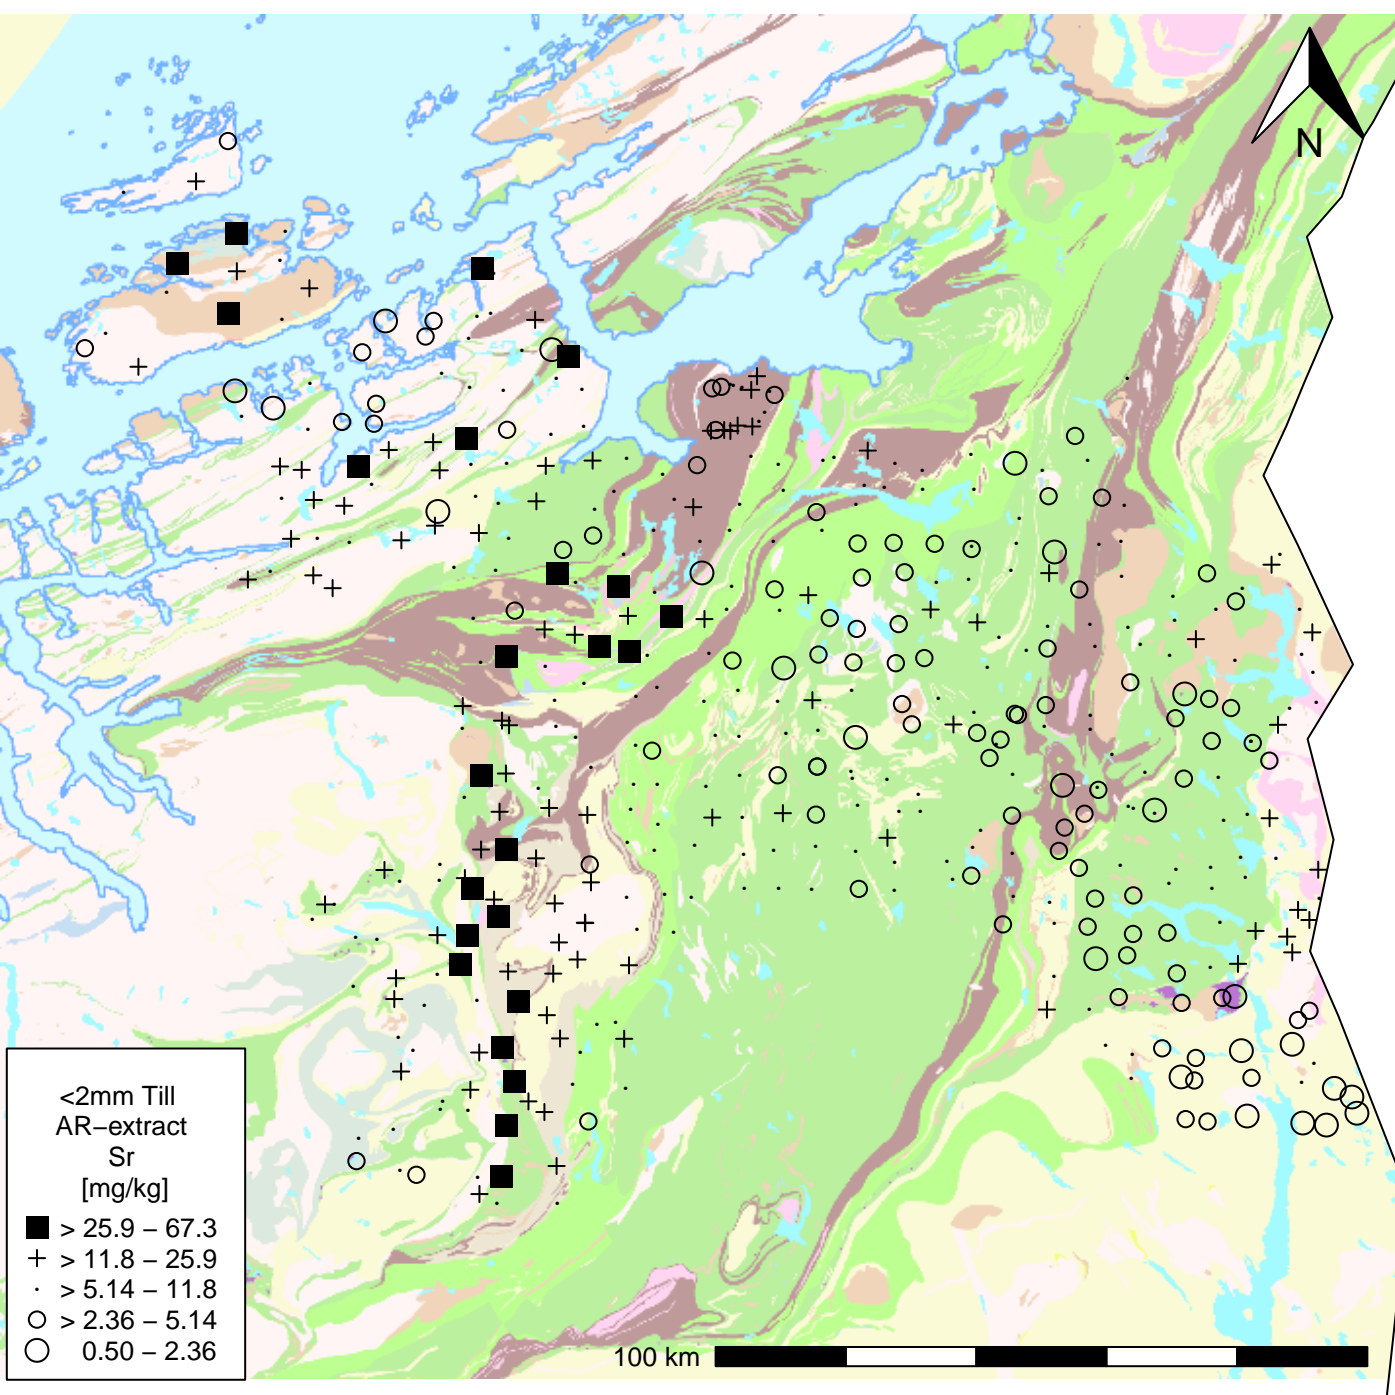 N
<2mm Till
AR−extract
Sr
[mg/kg]
> 25.9 − 67.3
> 11.8 − 25.9
> 5.14 − 11.8
> 2.36 − 5.14
0.50 − 2.36
100 km